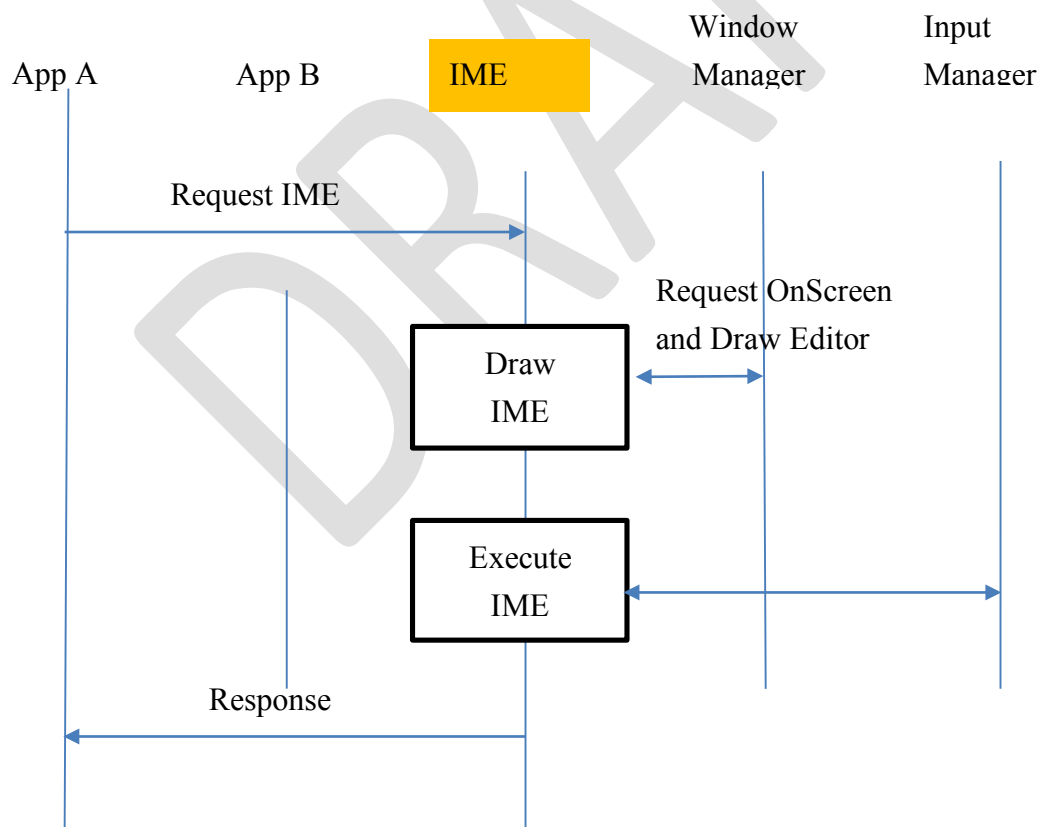 Window
Manager
Input
Manager
App A
App B
IME
Request IME
Request OnScreen
and Draw Editor
Draw
IME
Execute
IME
Response
DRA